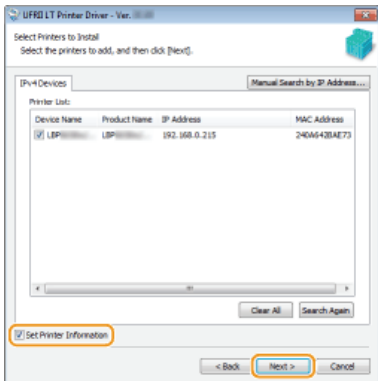 UFRII LT Printer Driver - Ver.
Select Printers to Install
Select the printers to add, and then click [Next].
IPv4 Devices
Manual Search by IP Address...
Printer List:
Device Name Product Name IP Address MAC Address
LBP LBP 192.168.0.215 240A642BAE73
Clear All Search Again
Set Printer Information
< Back Next > Cancel